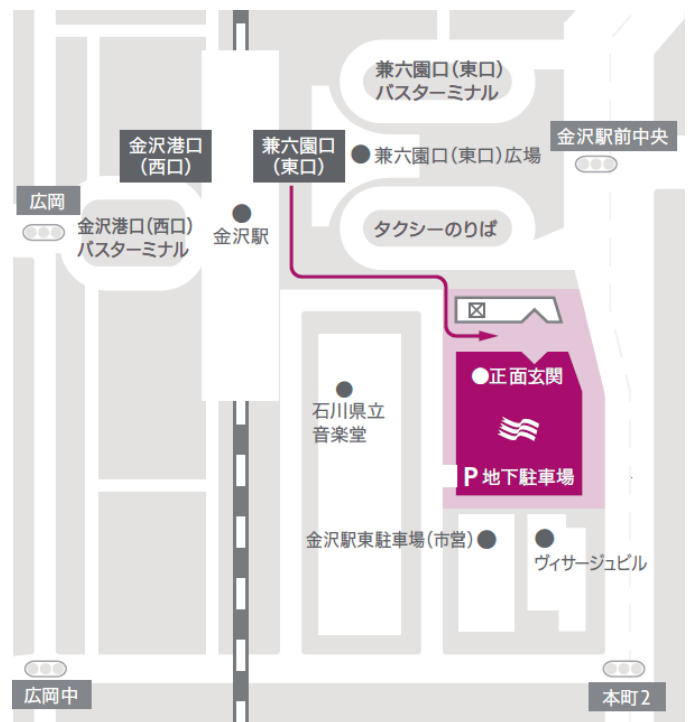 兼六園口(東口)
バスターミナル
金沢駅前中央
金沢港口
(西口)
兼六園口
(東口)
兼六園口(東口)広場
広岡
金沢港口(西口)
バスターミナル
金沢駅
タクシーのりば
正面玄関
石川県立
音楽堂
P 地下駐車場
金沢駅東駐車場(市営)
ヴィサージュビル
広岡中
本町2